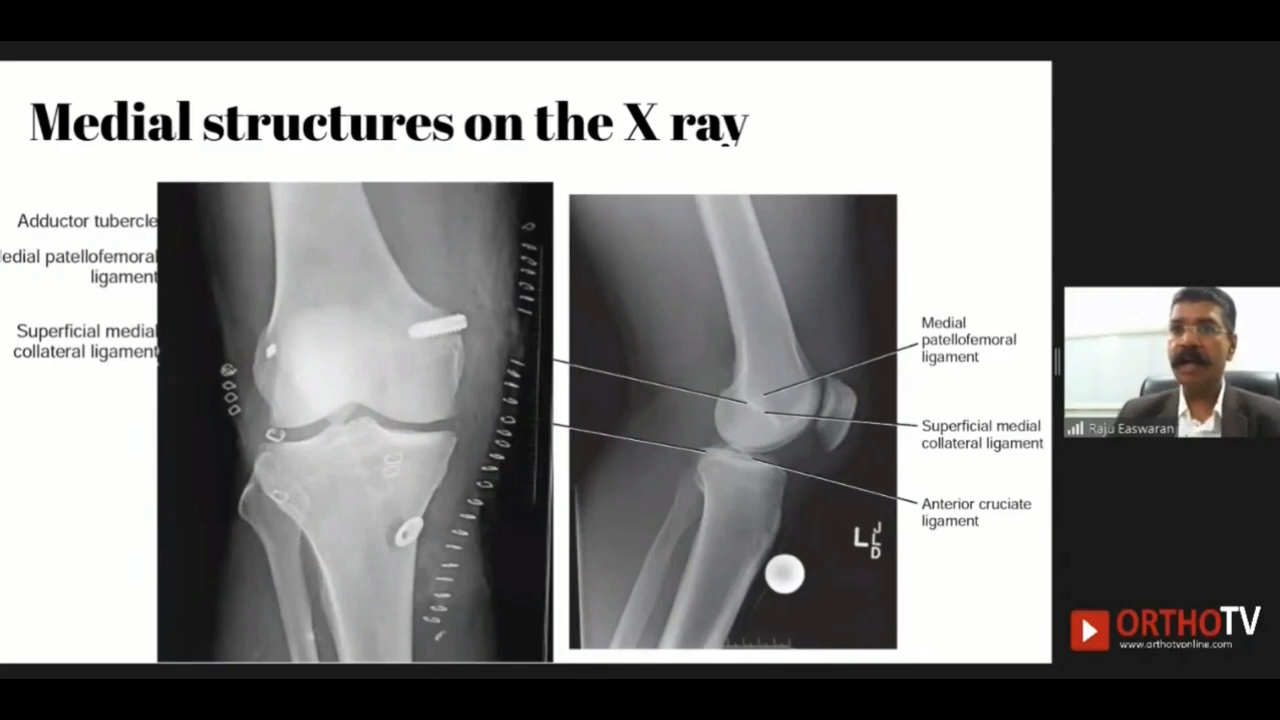 Medial structures on the X ray
Adductor tubercle
edial patellofemoral
ligament
Superficial medial
collateral ligament
Medial
patellofemoral
ligament
Superficial medial
collateral ligament
Anterior cruciate
ligament
L
JLD
Raju Easwaran
ORTHOTV
www.orthotvonline.com